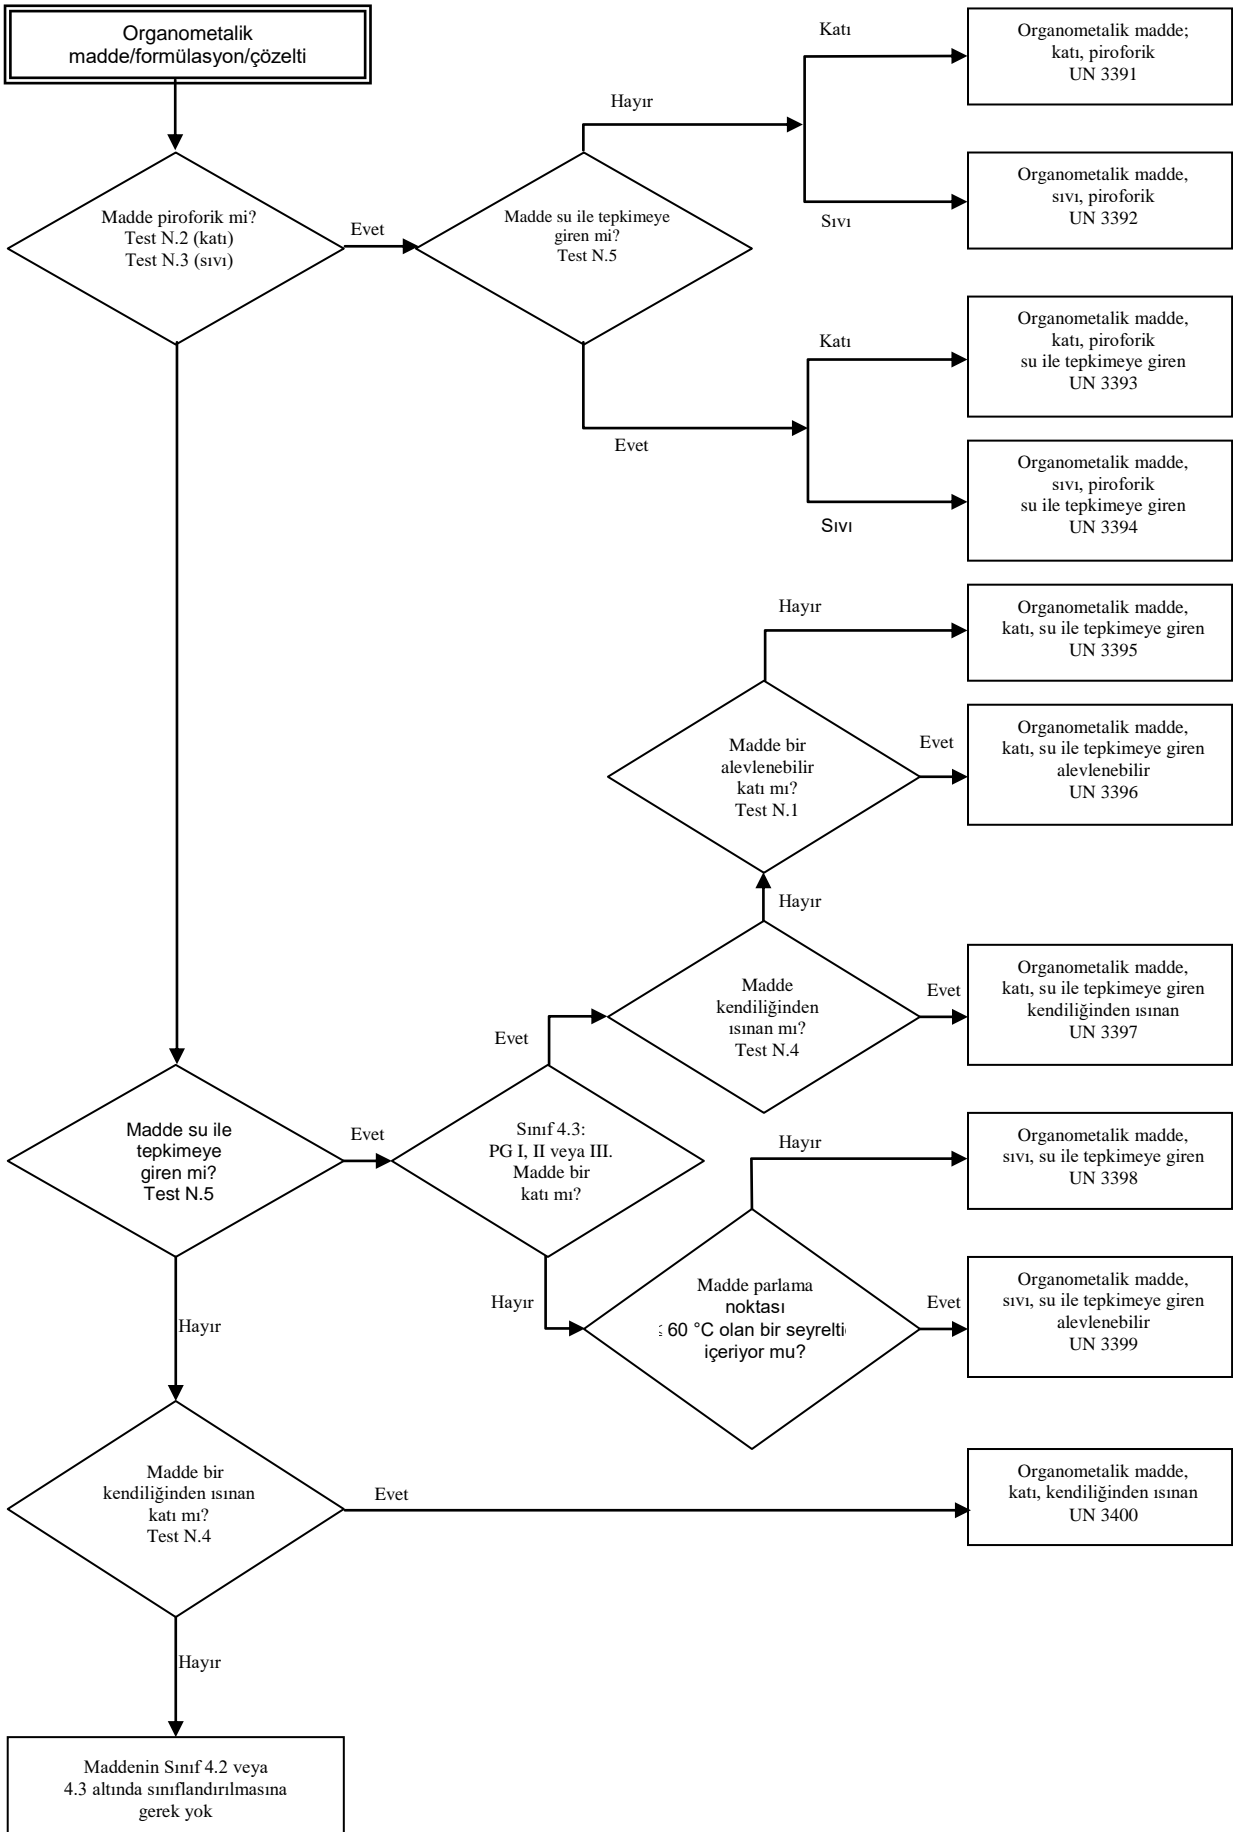 Organometalik
madde/formülasyon/çözelti
Katı
Organometalik madde;
katı, piroforik
UN 3391
Hayır
Organometalik madde,
sıvı, piroforik
UN 3392
Sıvı
Madde piroforik mi?
Test N.2 (katı)
Test N.3 (sıvı)
Evet
Madde su ile tepkimeye
giren mi?
Test N.5
Organometalik madde,
katı, piroforik
su ile tepkimeye giren
UN 3393
Katı
Evet
Organometalik madde,
sıvı, piroforik
su ile tepkimeye giren
UN 3394
Sıvı
Hayır
Organometalik madde,
katı, su ile tepkimeye giren
UN 3395
Madde bir
alevlenebilir
katı mı?
Test N.1
Evet
Organometalik madde,
katı, su ile tepkimeye giren
alevlenebilir
UN 3396
Hayır
Madde
kendiliğinden
ısınan mı?
Test N.4
Evet
Organometalik madde,
katı, su ile tepkimeye giren
kendiliğinden ısınan
UN 3397
Evet
Madde su ile
tepkimeye
giren mi?
Test N.5
Evet
Sınıf 4.3:
PG I, II veya III.
Madde bir
katı mı?
Hayır
Organometalik madde,
sıvı, su ile tepkimeye giren
UN 3398
Hayır
Madde parlama
noktası
60 °C olan bir
içeriyor mu?
Evet
Organometalik madde,
sıvı, su ile tepkimeye giren
alevlenebilir
UN 3399
Hayır
Madde bir
kendiliğinden ısınan
katı mı?
Test N.4
Evet
Organometalik madde,
katı, kendiliğinden ısınan
UN 3400
Hayır
Maddenin Sınıf 4.2 veya
4.3 altında sınıflandırılmasına
gerek yok